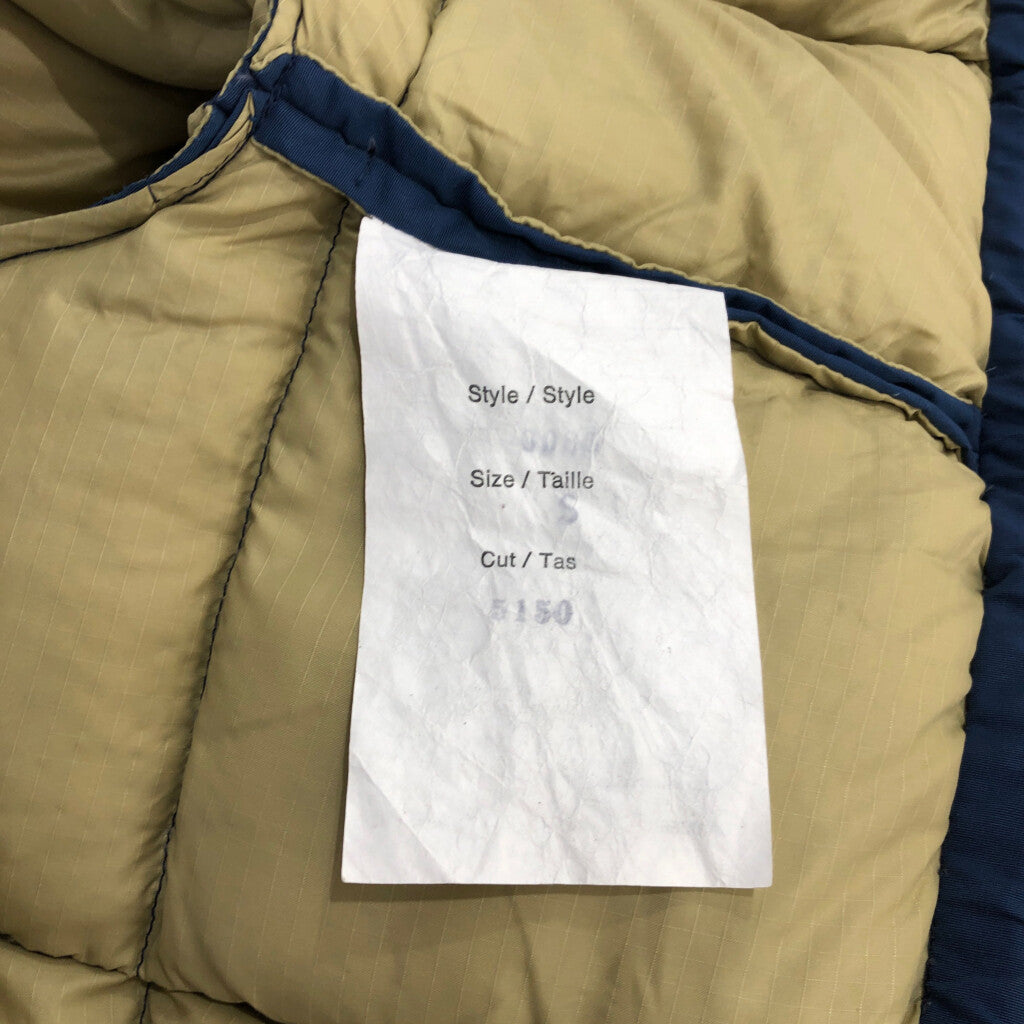 Style / Style
Size / Taille
S
Cut / Tas
5150